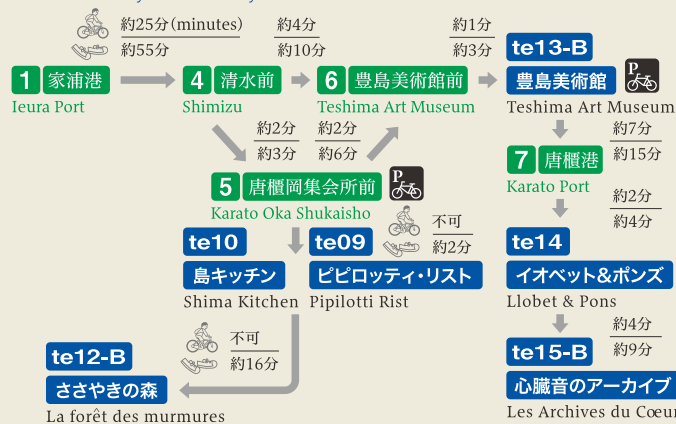 約25分(minutes)
約55分
約4分
約10分
約1分
約3分
te13-B
1 家浦港
Ieura Port
4 清水前
Shimizu
6 豊島美術館前
Teshima Art Museum
豊島美術館
P
Teshima Art Museum
約2分
約3分
約2分
約6分
約7分
約15分
7 唐櫃港
Karato Port
5 唐櫃岡集会所前
P
Karato Oka Shukaisho
約2分
約4分
te10
島キッチン
Shima Kitchen
te09
ピピロッティ・リスト
Pipilotti Rist
不可
約2分
te14
イオベット&ポンズ
Llobet & Pons
不可
約16分
約4分
約9分
te12-B
ささやきの森
La forêt des murmures
te15-B
心臓音のアーカイブ
Les Archives du Cœur